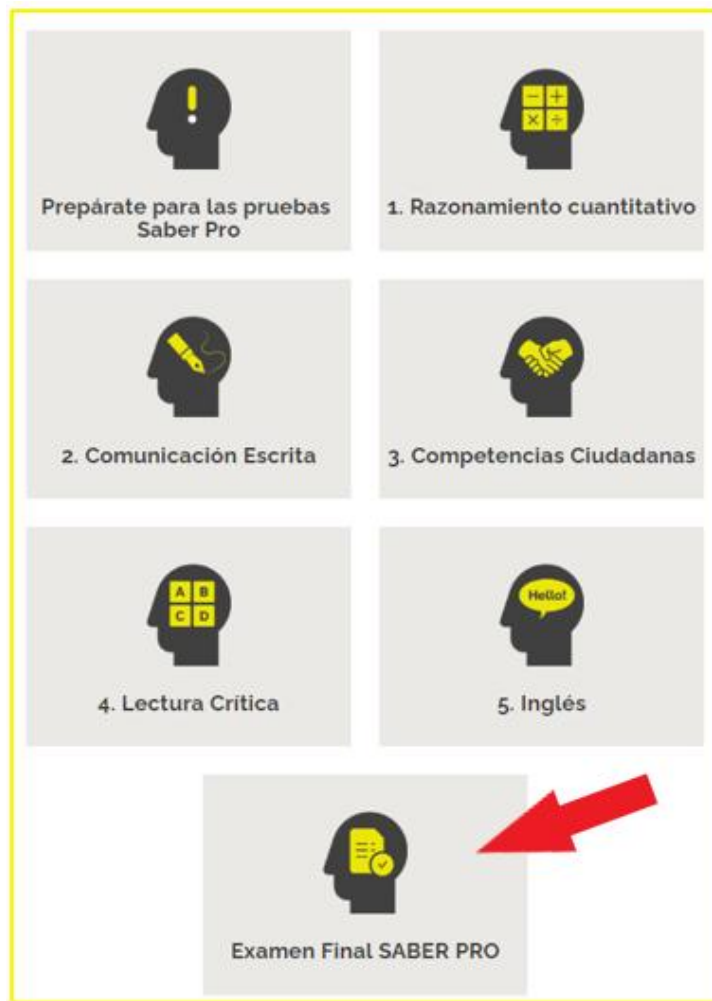 Prepárate para las pruebas
Saber Pro
1. Razonamiento cuantitativo
2. Comunicación Escrita
3. Competencias Ciudadanas
A B
C D
4. Lectura Crítica
Hello!
5. Inglés
Examen Final SABER PRO